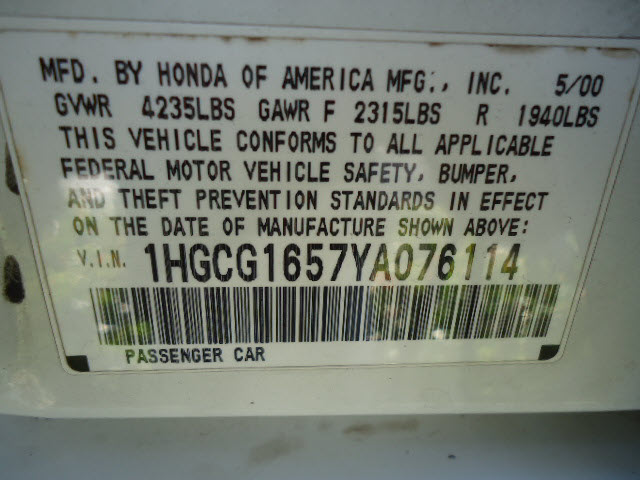 MFD. BY HONDA OF AMERICA MFG., INC. 5/00
GVWR 4235LBS GAWR F 2315LBS R 1940LBS
THIS VEHICLE CONFORMS TO ALL APPLICABLE
FEDERAL MOTOR VEHICLE SAFETY, BUMPER,
AND THEFT PREVENTION STANDARDS IN EFFECT
ON THE DATE OF MANUFACTURE SHOWN ABOVE:
V.I.N. 1HGCG1657YA076114
PASSENGER CAR